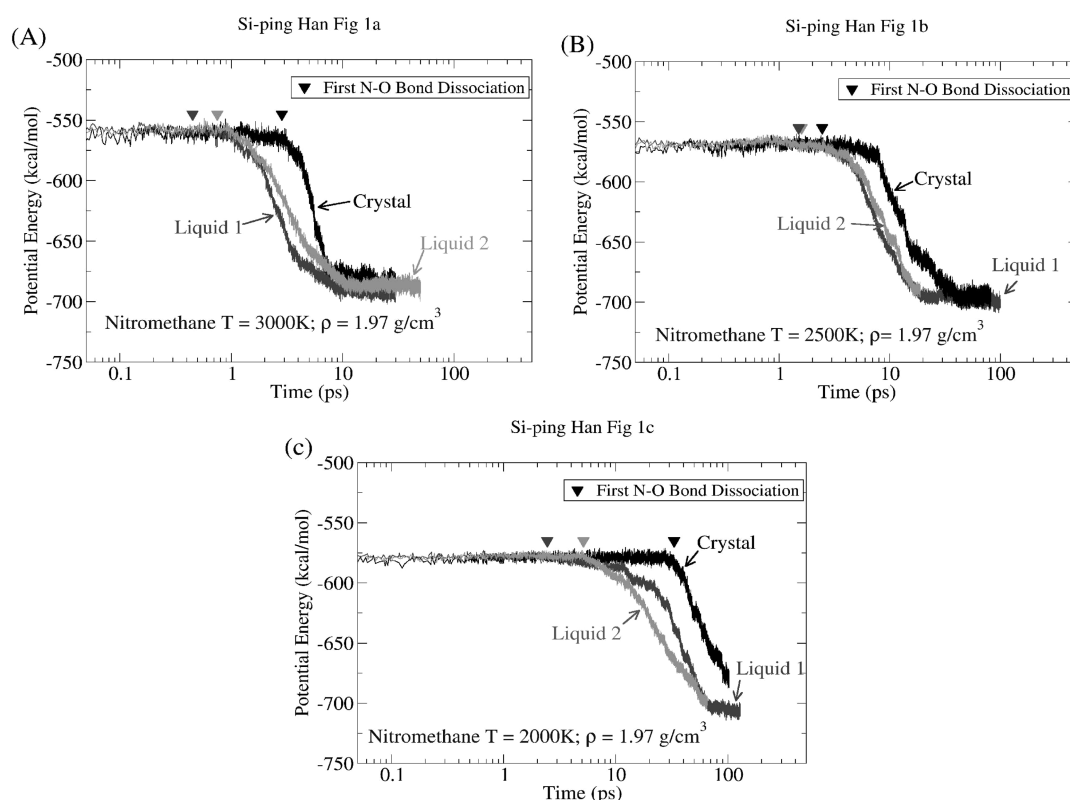 Si-ping Han Fig 1a
(A)
-500
-550
-600
-650
-700
-750
Potential Energy (kcal/mol)
▼ First N-O Bond Dissociation
Crystal
Liquid 1
Liquid 2
Nitromethane T = 3000K; ρ = 1.97 g/cm³
0.1 1 10 100
Time (ps)
Si-ping Han Fig 1b
(B)
-500
-550
-600
-650
-700
-750
Potential Energy (kcal/mol)
▼ First N-O Bond Dissociation
Crystal
Liquid 2
Liquid 1
Nitromethane T = 2500K; ρ= 1.97 g/cm³
0.1 1 10 100
Time (ps)
Si-ping Han Fig 1c
(c)
-500
-550
-600
-650
-700
-750
Potential Energy (kcal/mol)
▼ First N-O Bond Dissociation
Crystal
Liquid 2
Liquid 1
Nitromethane T = 2000K; ρ = 1.97 g/cm³
0.1 1 10 100
Time (ps)